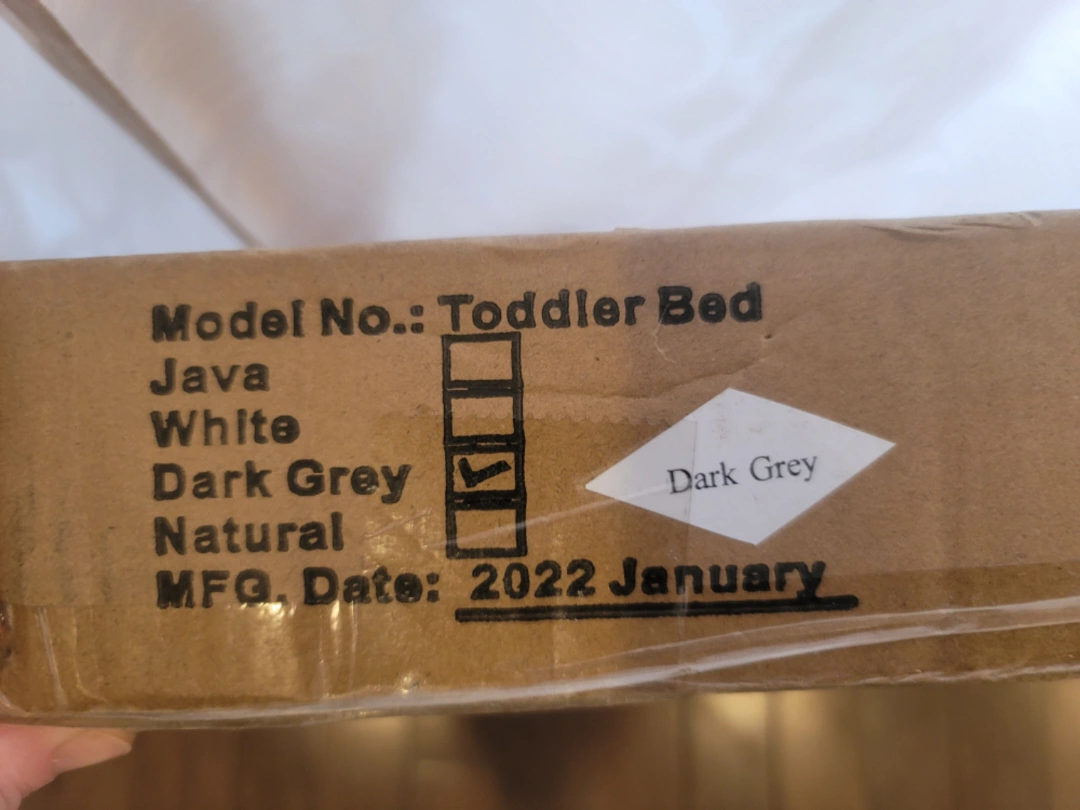 Model No.: Toddler Bed
Java
White
Dark Grey ✓
Natural
MFG. Date: 2022 January
Dark Grey